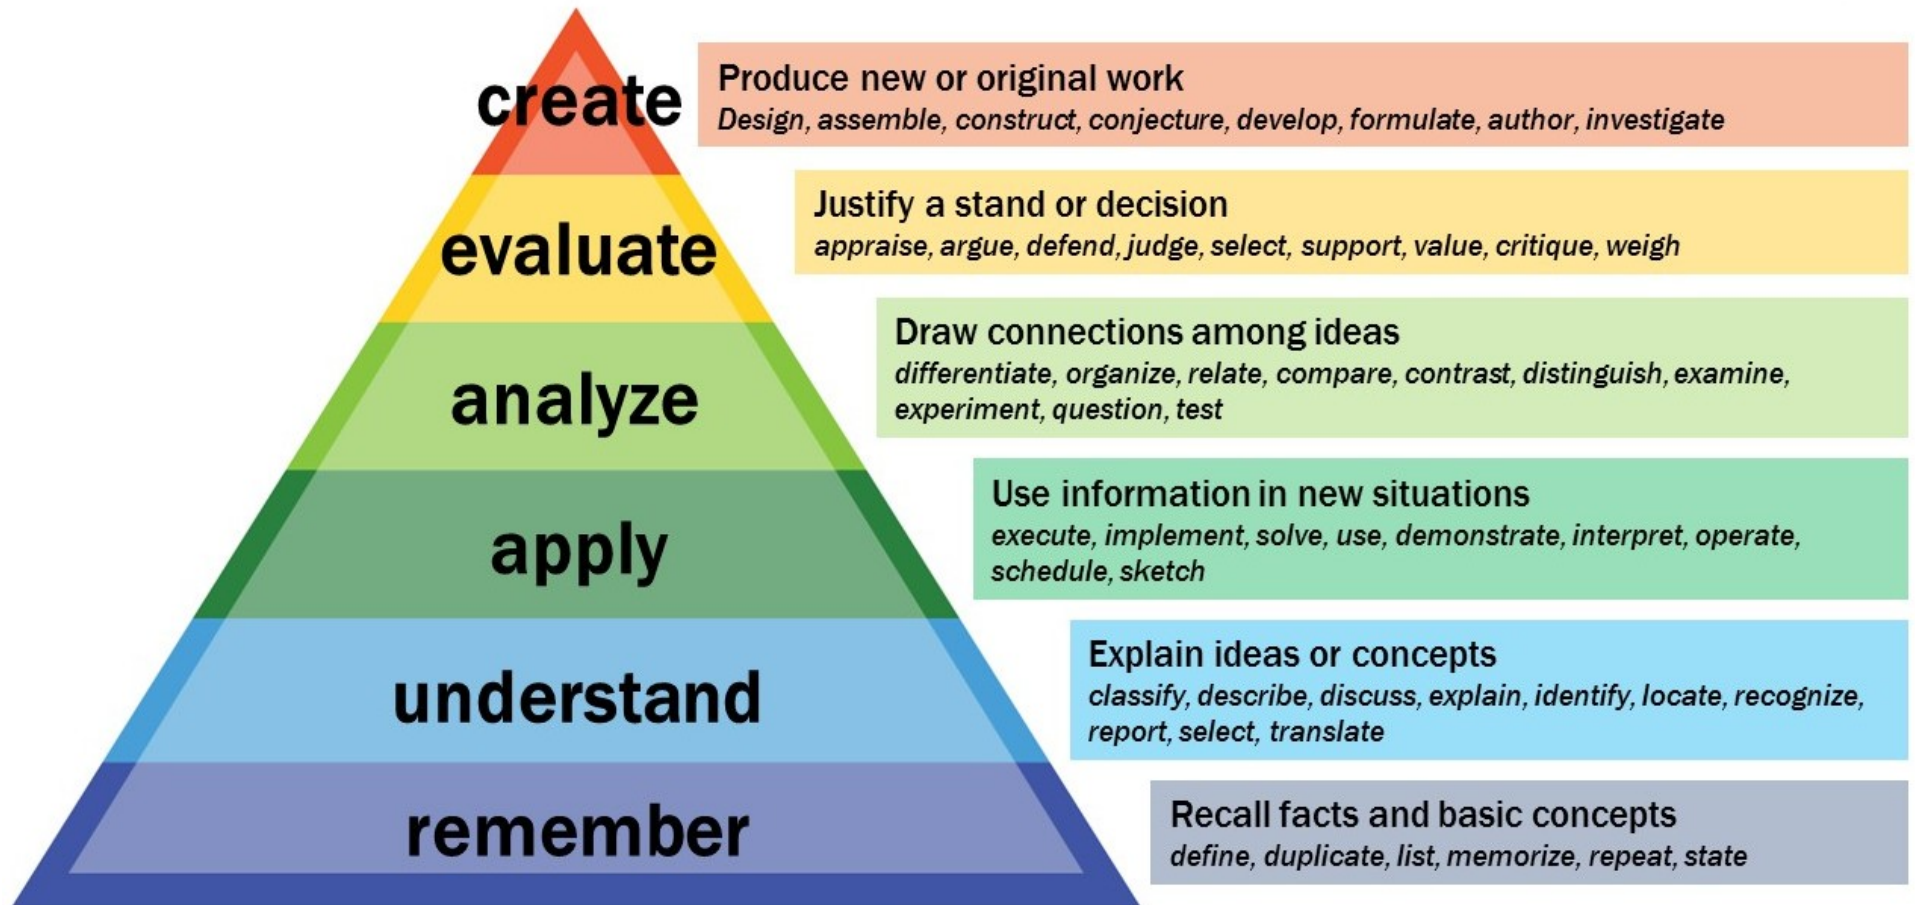 create
Produce new or original work
Design, assemble, construct, conjecture, develop, formulate, author, investigate
evaluate
Justify a stand or decision
appraise, argue, defend, judge, select, support, value, critique, weigh
analyze
Draw connections among ideas
differentiate, organize, relate, compare, contrast, distinguish, examine,
experiment, question, test
apply
Use information in new situations
execute, implement, solve, use, demonstrate, interpret, operate,
schedule, sketch
understand
Explain ideas or concepts
classify, describe, discuss, explain, identify, locate, recognize,
report, select, translate
remember
Recall facts and basic concepts
define, duplicate, list, memorize, repeat, state